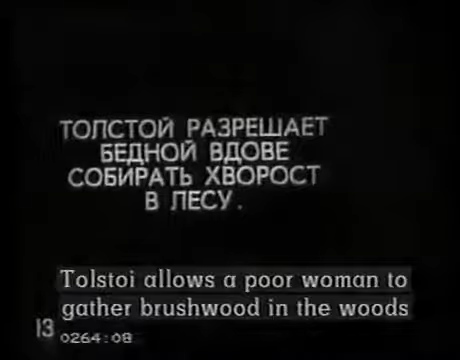 ТОЛСТОЙ РАЗРЕШАЕТ
БЕДНОЙ ВДОВЕ
СОБИРАТЬ ХВОРОСТ
В ЛЕСУ.
Tolstoi allows a poor woman to
gather brushwood in the woods
13 0264:08